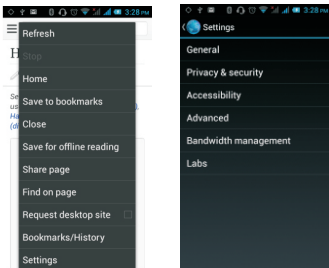 3:28 PM
Refresh
Stop
Home
Save to bookmarks
Close
Save for offline reading
Share page
Find on page
Request desktop site
Bookmarks/History
Settings
3:28 PM
Settings
General
Privacy & security
Accessibility
Advanced
Bandwidth management
Labs